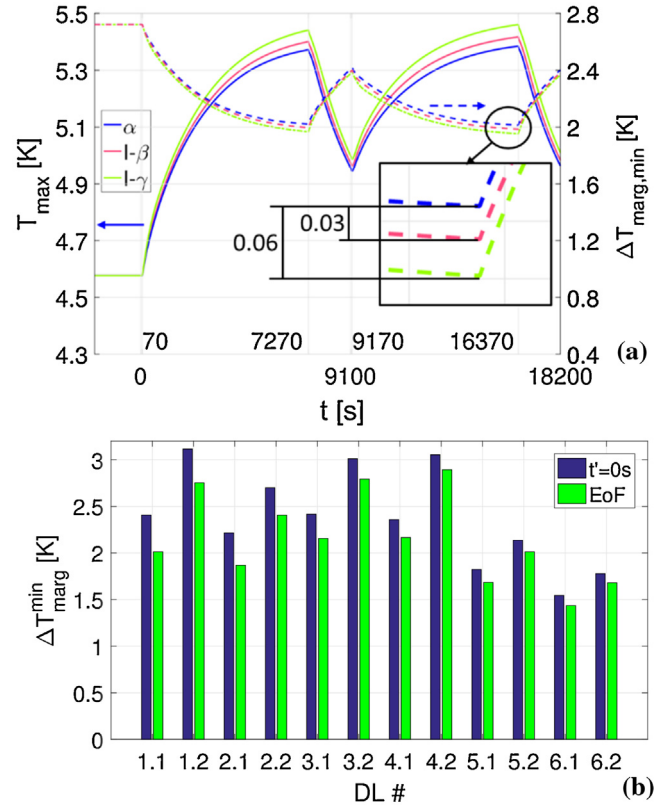 5.5
5.3
5.1
4.9
4.7
4.5
4.3
T_max [K]
α
I-β
I-γ
0.03
0.06
70
7270
9170
16370
0
9100
18200
t [s]
2.8
2.4
2
1.6
1.2
0.8
0.4
ΔT_marg,min [K]
(a)
3
2.5
2
1.5
1
0.5
0
ΔT_marg^min [K]
t'=0s
EoF
1.1 1.2 2.1 2.2 3.1 3.2 4.1 4.2 5.1 5.2 6.1 6.2
DL #
(b)